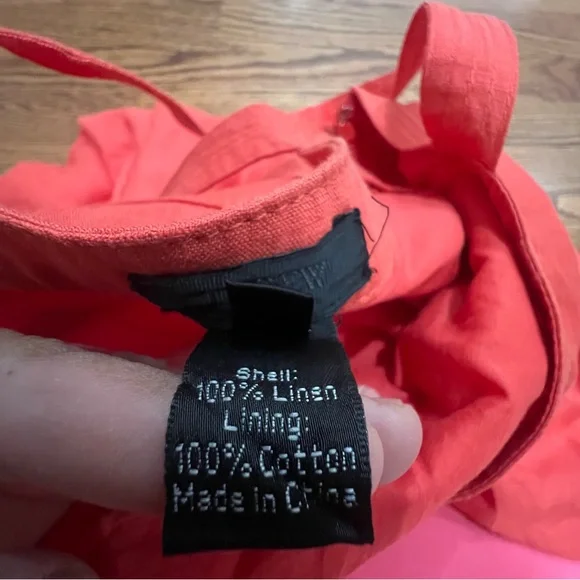 Shell:
100% Linen
Lining:
100% Cotton
Made in China